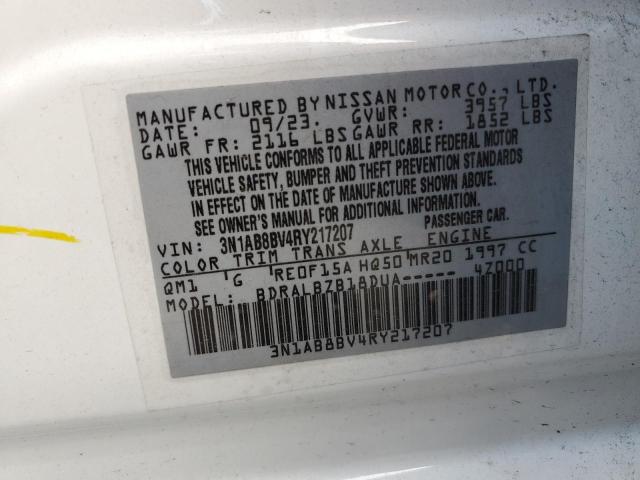 MANUFACTURED BY NISSAN MOTOR CO., LTD.
DATE: 09/23. GVWR: 3957 LBS
GAWR FR: 2116 LBS GAWR RR: 1852 LBS
THIS VEHICLE CONFORMS TO ALL APPLICABLE FEDERAL MOTOR
VEHICLE SAFETY, BUMPER AND THEFT PREVENTION STANDARDS
IN EFFECT ON THE DATE OF MANUFACTURE SHOWN ABOVE.
SEE OWNER'S MANUAL FOR ADDITIONAL INFORMATION.
VIN: 3N1AB8BV4RY217207 PASSENGER CAR.
COLOR TRIM TRANS AXLE ENGINE
QM1 'G 'RE0F15A HQ50'MR20 1997 CC
BDRALBZB18DUA----- 4Z000
3N1AB8BV4RY217207